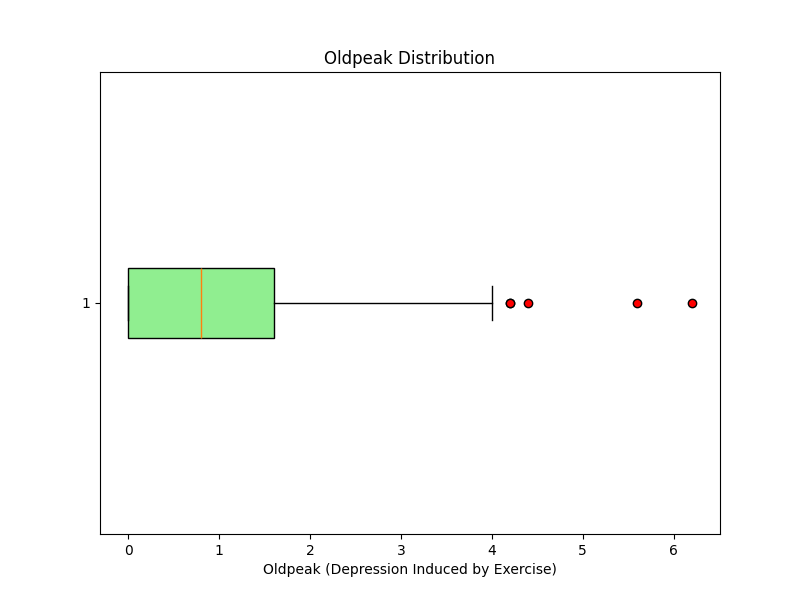 Oldpeak Distribution
1
0 1 2 3 4 5 6
Oldpeak (Depression Induced by Exercise)